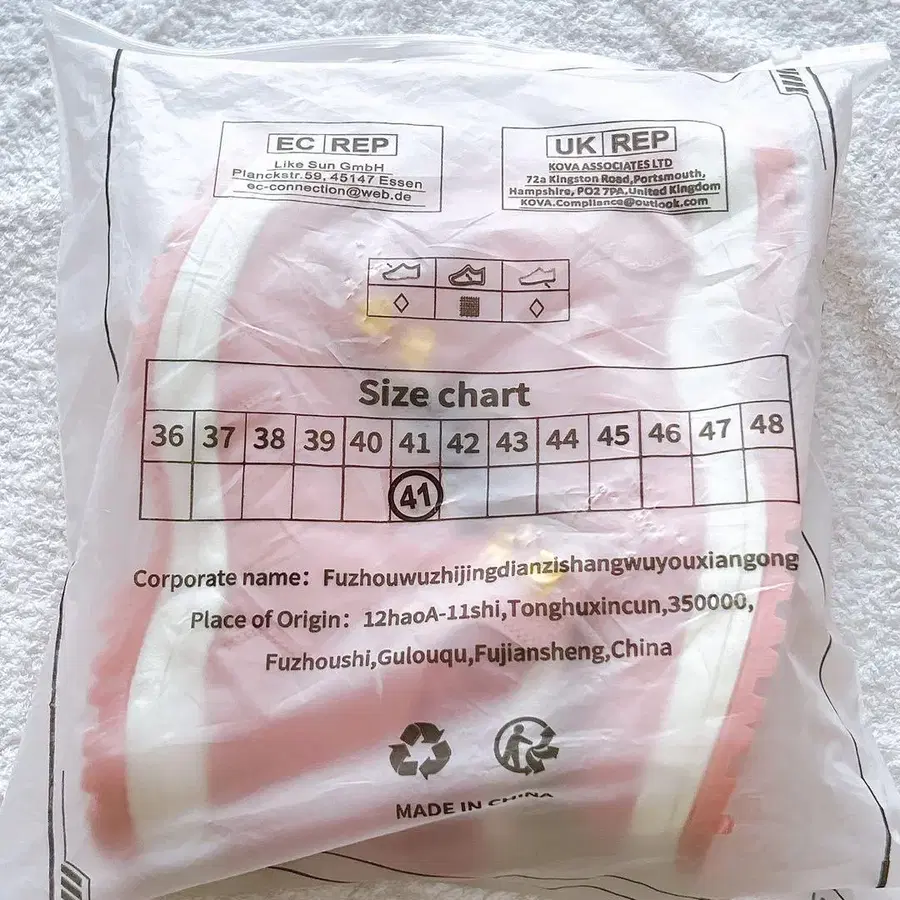 EC REP
Like Sun GmbH
Planckstr.59, 45147 Essen
ec-connection@web.de
UK REP
KOVA ASSOCIATES LTD
72a Kingston Road,Portsmouth,
Hampshire, PO2 7PA,United Kingdom
KOVA.Compliance@outlook.com
Size chart
36 37 38 39 40 41 42 43 44 45 46 47 48
41
Corporate name: Fuzhouwuzhijingdianzishangwuyouxiangong
Place of Origin: 12haoA-11shi,Tonghuxincun,350000,
Fuzhoushi,Gulouqu,Fujiansheng,China
MADE IN CHINA